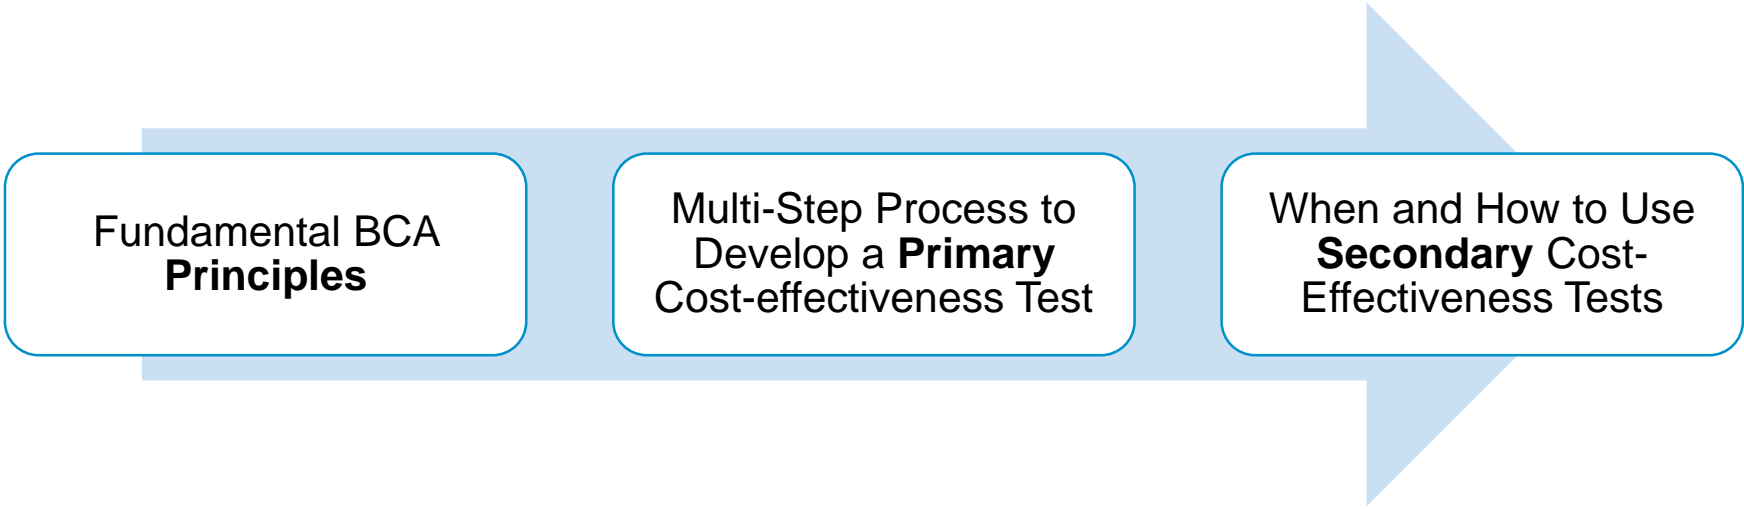 Fundamental BCA
Principles
Multi-Step Process to
Develop a Primary
Cost-effectiveness Test
When and How to Use
Secondary Cost-
Effectiveness Tests